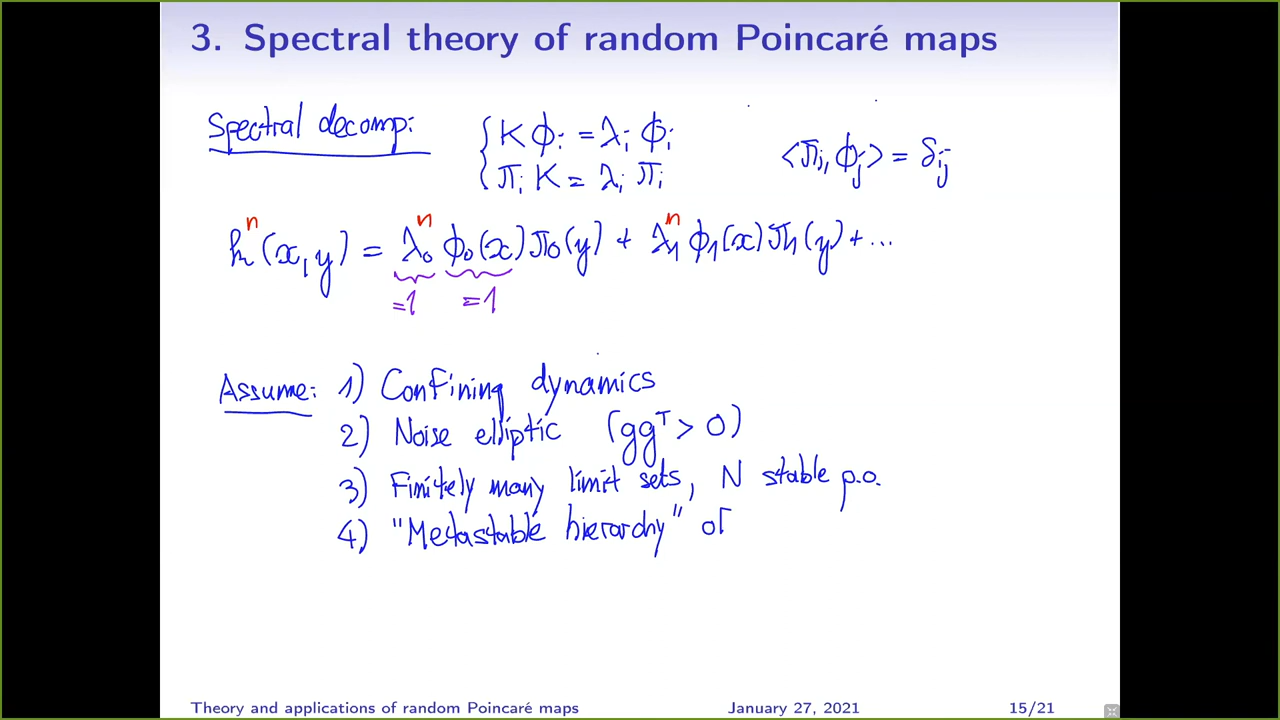 3. Spectral theory of random Poincaré maps
Spectral decomp:
{ K ϕᵢ = λᵢ ϕᵢ
{ πᵢ K = λᵢ πᵢ
<πᵢ, ϕⱼ> = δᵢⱼ
kⁿ(x,y) = λ₀ⁿ ϕ₀(x) π₀(y) + λ₁ⁿ ϕ₁(x) π₁(y) + ...
=1 =1
Assume: 1) Confining dynamics
2) Noise elliptic (ggᵀ > 0)
3) Finitely many limit sets, N stable p.o.
4) "Metastable hierarchy" of
Theory and applications of random Poincaré maps January 27, 2021 15/21